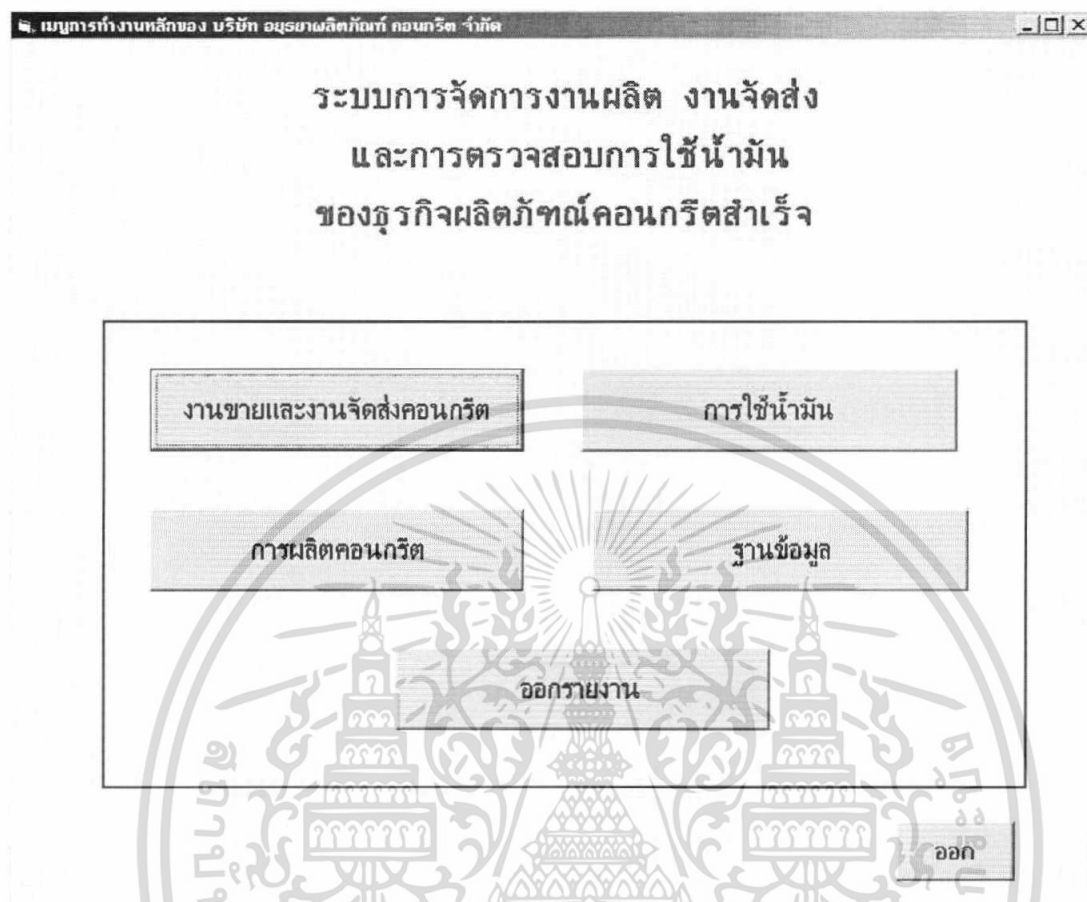 เมนูการทำงานหลักของ บริษัท อยุธยาผลิตภัณฑ์ คอนกรีต จำกัด
ระบบการจัดการงานผลิต งานจัดส่ง
และการตรวจสอบการใช้น้ำมัน
ของธุรกิจผลิตภัฑณ์คอนกรีตสำเร็จ
งานขายและงานจัดส่งคอนกรีต
การใช้น้ำมัน
การผลิตคอนกรีต
ฐานข้อมูล
ออกรายงาน
ออก